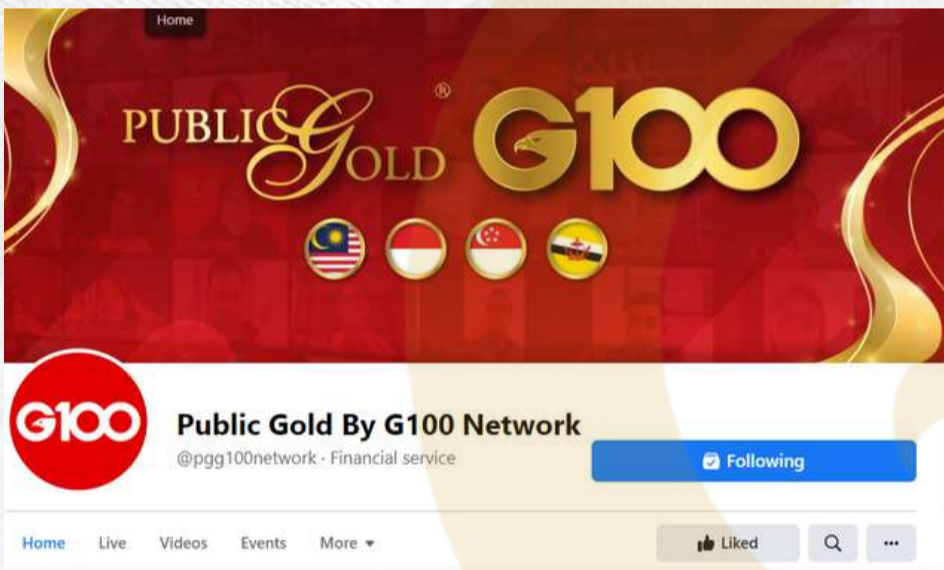 Home
PUBLIC GOLD ® G100
G100
Public Gold By G100 Network
@pgg100network · Financial service
Following
Home Live Videos Events More
Liked